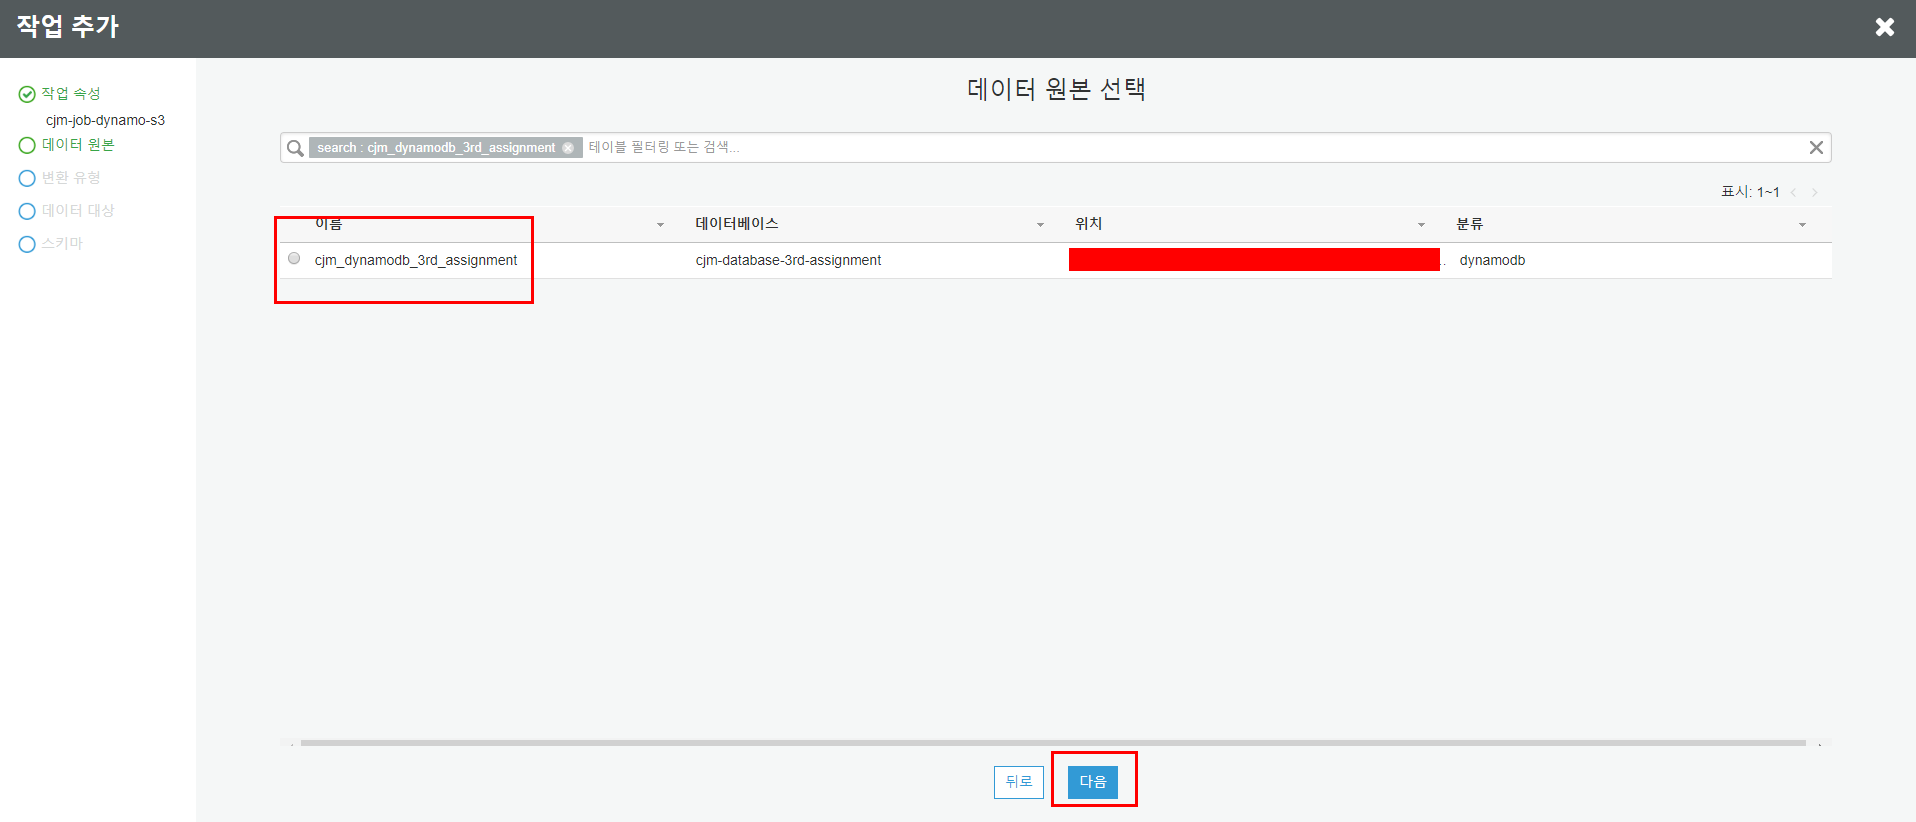 작업 추가
작업 속성
cjm-job-dynamo-s3
데이터 원본
변환 유형
데이터 대상
스키마
데이터 원본 선택
search : cjm_dynamodb_3rd_assignment 테이블 필터링 또는 검색...
표시: 1~1
이름 데이터베이스 위치 분류
cjm_dynamodb_3rd_assignment cjm-database-3rd-assignment .. dynamodb
뒤로 다음